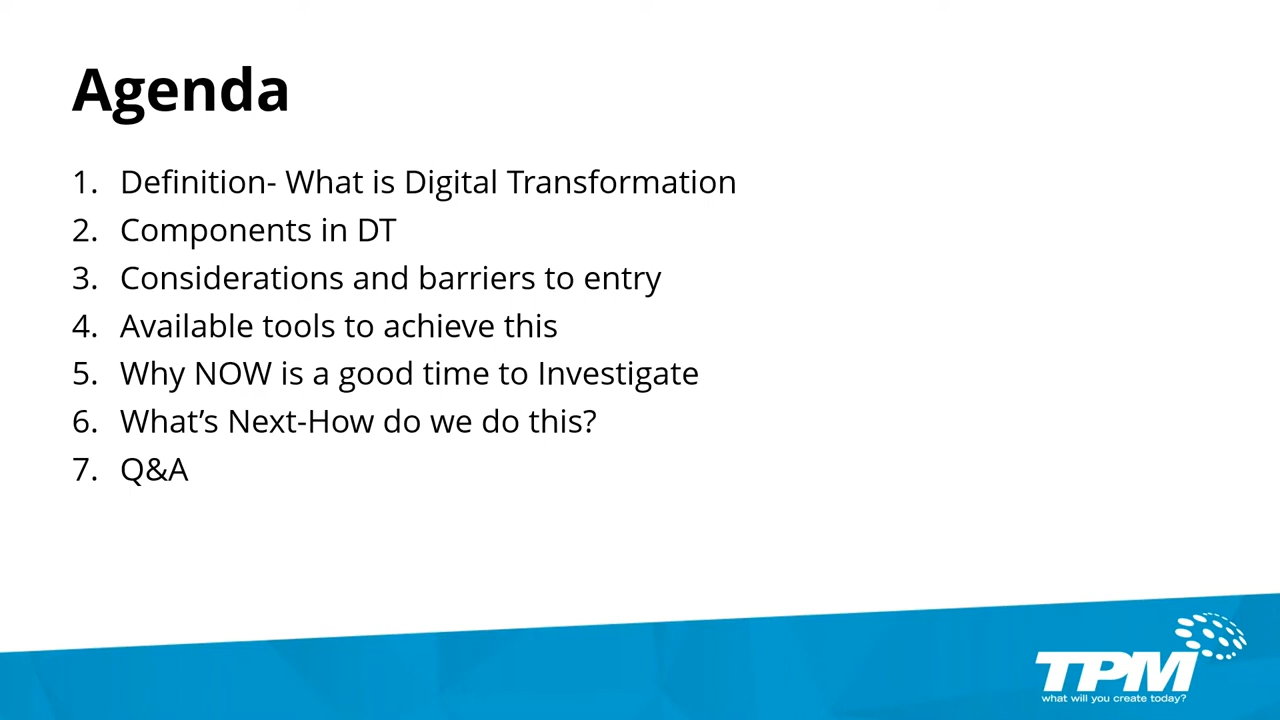 Agenda
1. Definition- What is Digital Transformation
2. Components in DT
3. Considerations and barriers to entry
4. Available tools to achieve this
5. Why NOW is a good time to Investigate
6. What’s Next-How do we do this?
7. Q&A
TPM
what will you create today?